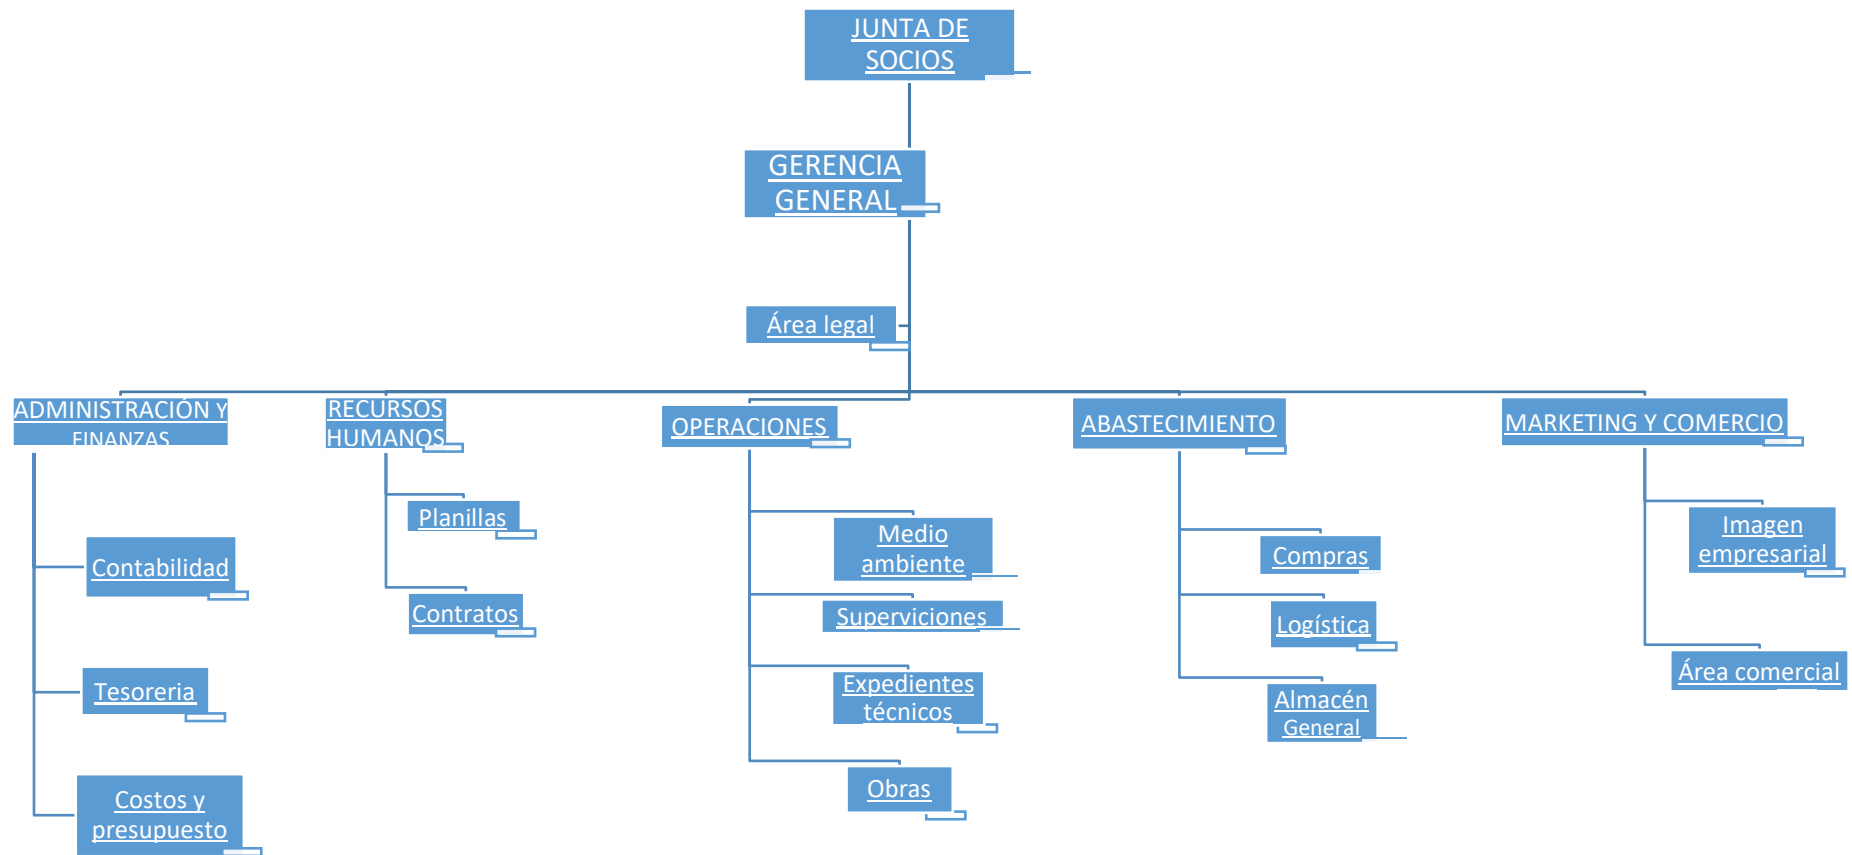 JUNTA DE
SOCIOS
GERENCIA
GENERAL
Área legal
ADMINISTRACIÓN Y
FINANZAS
RECURSOS
HUMANOS
OPERACIONES
ABASTECIMIENTO
MARKETING Y COMERCIO
Contabilidad
Tesoreria
Costos y
presupuesto
Planillas
Contratos
Medio
ambiente
Superviciones
Expedientes
técnicos
Obras
Compras
Logística
Almacén
General
Imagen
empresarial
Área comercial